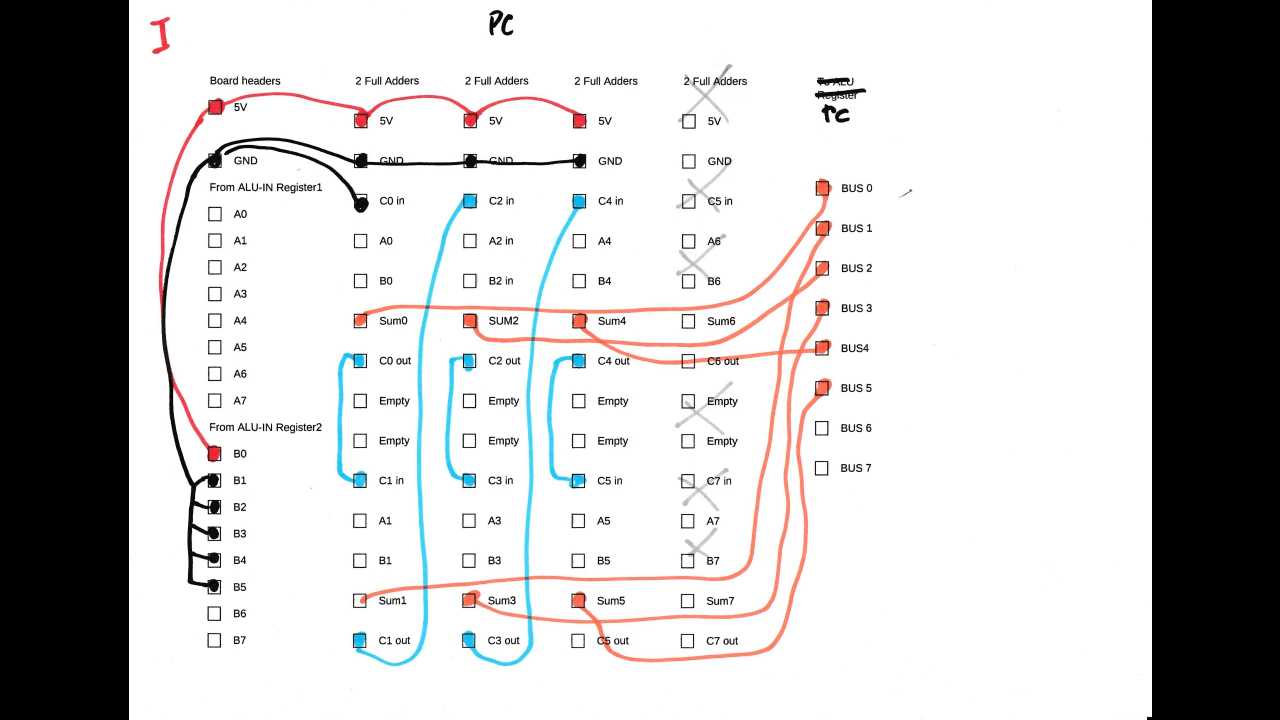 I
PC
Board headers
5V
GND
From ALU-IN Register1
A0
A1
A2
A3
A4
A5
A6
A7
From ALU-IN Register2
B0
B1
B2
B3
B4
B5
B6
B7
2 Full Adders
5V
GND
C0 in
A0
B0
Sum0
C0 out
Empty
Empty
C1 in
A1
B1
Sum1
C1 out
2 Full Adders
5V
GND
C2 in
A2 in
B2 in
SUM2
C2 out
Empty
Empty
C3 in
A3
B3
Sum3
C3 out
2 Full Adders
5V
GND
C4 in
A4
B4
Sum4
C4 out
Empty
Empty
C5 in
A5
B5
Sum5
C5 out
2 Full Adders
5V
GND
C5 in
A6
B6
Sum6
C6 out
Empty
Empty
C7 in
A7
B7
Sum7
C7 out
To ALU
Register
PC
BUS 0
BUS 1
BUS 2
BUS 3
BUS4
BUS 5
BUS 6
BUS 7